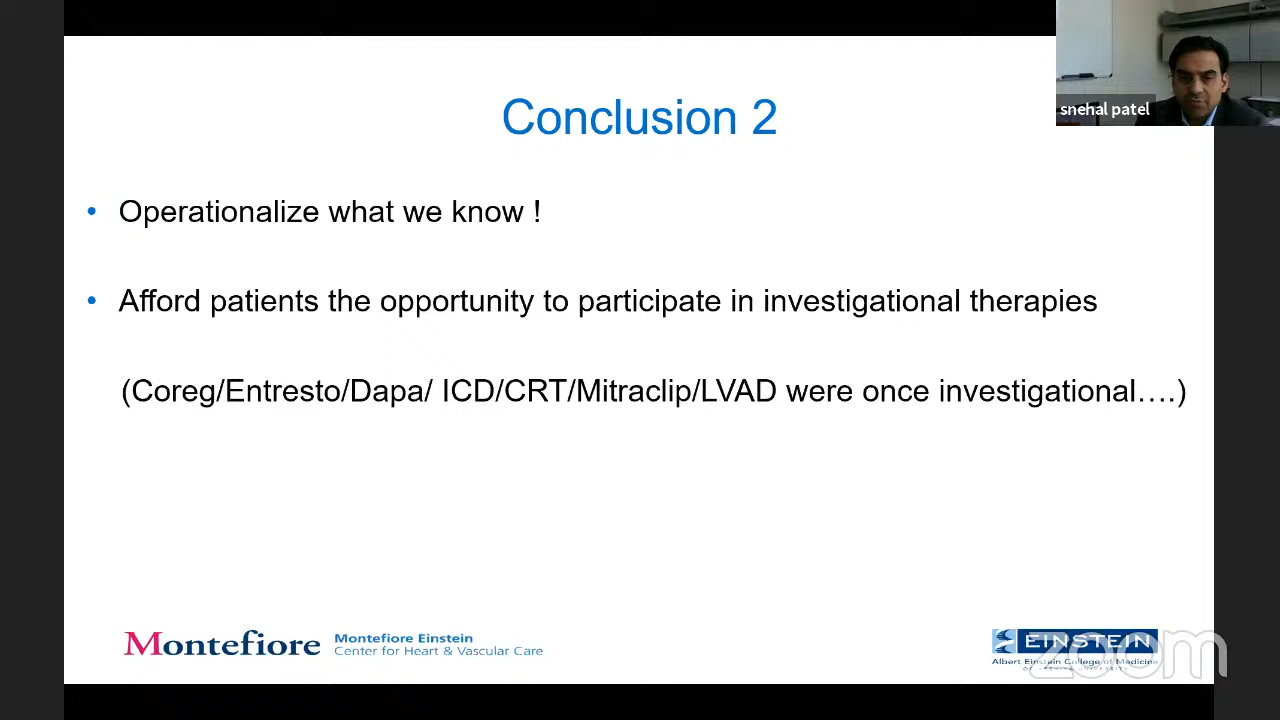 snehal patel
Conclusion 2
• Operationalize what we know !
• Afford patients the opportunity to participate in investigational therapies
(Coreg/Entresto/Dapa/ ICD/CRT/Mitraclip/LVAD were once investigational….)
Montefiore
Montefiore Einstein
Center for Heart & Vascular Care
EINSTEIN
Albert Einstein College of Medicine
zoom